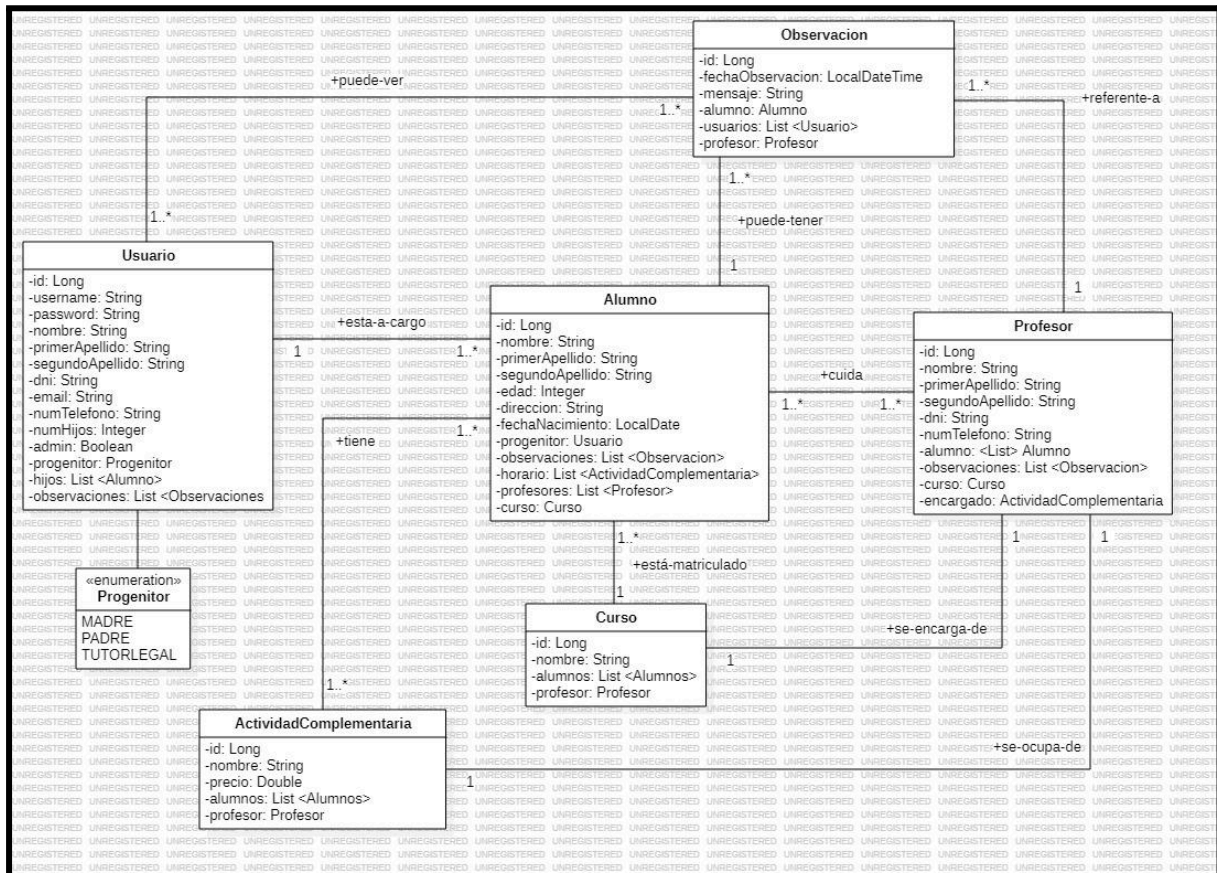 Observacion
-id: Long
-fechaObservacion: LocalDateTime
-mensaje: String
-alumno: Alumno
-usuarios: List <Usuario>
-profesor: Profesor
+puede-ver
1..*
1..*
1..*
+referente-a
1
1..*
+puede-tener
1
Usuario
-id: Long
-username: String
-password: String
-nombre: String
-primerApellido: String
-segundoApellido: String
-dni: String
-email: String
-numTelefono: String
-numHijos: Integer
-admin: Boolean
-progenitor: Progenitor
-hijos: List <Alumno>
-observaciones: List <Observaciones
+esta-a-cargo
1
1..*
Alumno
-id: Long
-nombre: String
-primerApellido: String
-segundoApellido: String
-edad: Integer
-direccion: String
-fechaNacimiento: LocalDate
-progenitor: Usuario
-observaciones: List <Observacion>
-horario: List <ActividadComplementaria>
-profesores: List <Profesor>
-curso: Curso
+cuida
1..*
1..*
Profesor
-id: Long
-nombre: String
-primerApellido: String
-segundoApellido: String
-dni: String
-numTelefono: String
-alumno: <List> Alumno
-observaciones: List <Observacion>
-curso: Curso
-encargado: ActividadComplementaria
1..*
+tiene
1..*
«enumeration»
Progenitor
MADRE
PADRE
TUTORLEGAL
1..*
+está-matriculado
1
Curso
-id: Long
-nombre: String
-alumnos: List <Alumnos>
-profesor: Profesor
1
+se-encarga-de
1
1
+se-ocupa-de
1
ActividadComplementaria
-id: Long
-nombre: String
-precio: Double
-alumnos: List <Alumnos>
-profesor: Profesor
UNREGISTERED